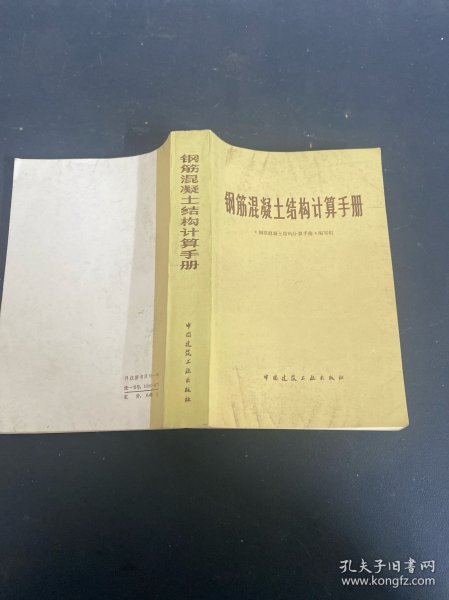 钢筋混凝土结构计算手册
《钢筋混凝土结构计算手册》编写组
中国建筑工业出版社
钢筋混凝土结构计算手册
中国建筑工业出版社
孔夫子旧书网
www.kongfz.com